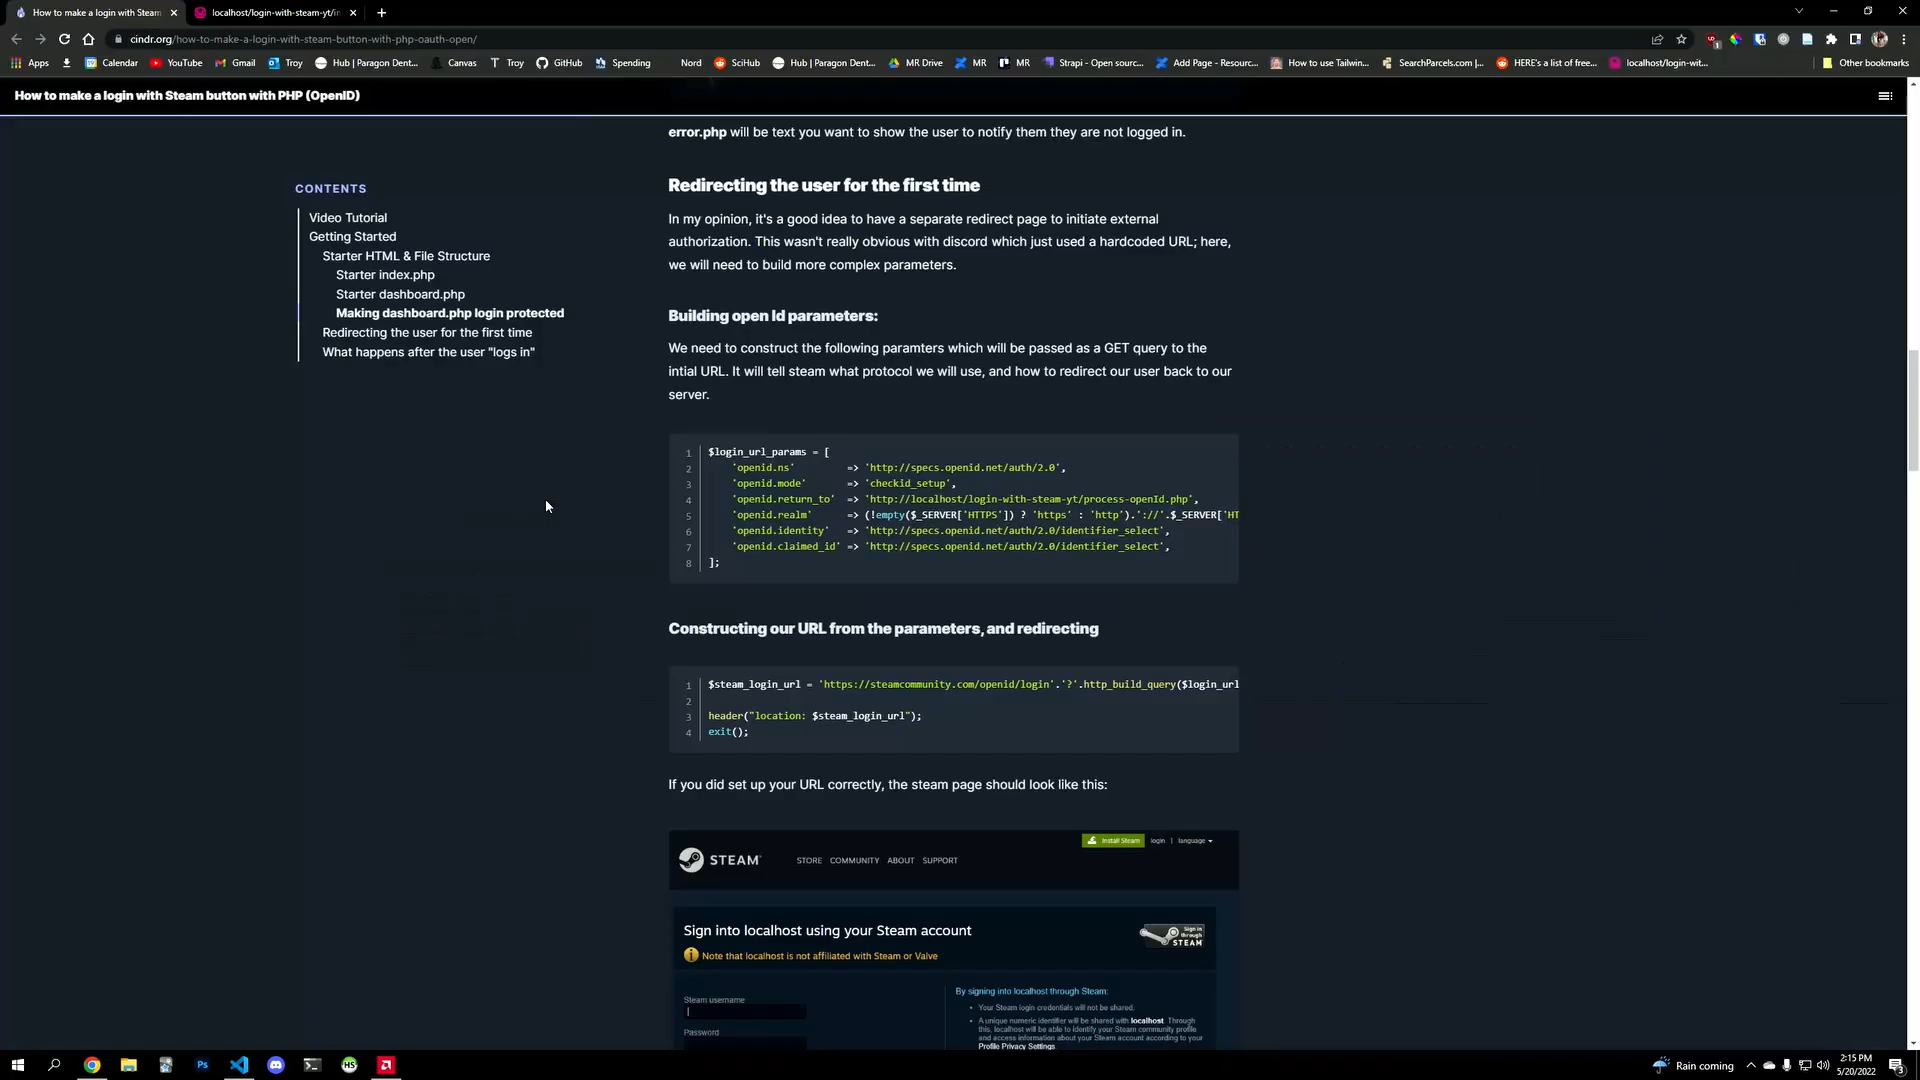 How to make a login with Steam
localhost/login-with-steam-yt/in
cindr.org/how-to-make-a-login-with-steam-button-with-php-oauth-open/
Apps
Calendar
YouTube
Gmail
Troy
Hub | Paragon Dent...
Canvas
Troy
GitHub
Spending
Nord
SciHub
Hub | Paragon Dent...
MR Drive
MR
MR
Strapi - Open sourc...
Add Page - Resourc...
How to use Tailwin...
SearchParcels.com |...
HERE's a list of free...
localhost/login-wit...
Other bookmarks
How to make a login with Steam button with PHP (OpenID)
error.php will be text you want to show the user to notify them they are not logged in.
CONTENTS
Video Tutorial
Getting Started
Starter HTML & File Structure
Starter index.php
Starter dashboard.php
Making dashboard.php login protected
Redirecting the user for the first time
What happens after the user "logs in"
Redirecting the user for the first time
In my opinion, it's a good idea to have a separate redirect page to initiate external
authorization. This wasn't really obvious with discord which just used a hardcoded URL; here,
we will need to build more complex parameters.
Building open Id parameters:
We need to construct the following paramters which will be passed as a GET query to the
intial URL. It will tell steam what protocol we will use, and how to redirect our user back to our
server.
1 $login_url_params = [
2 'openid.ns' => 'http://specs.openid.net/auth/2.0',
3 'openid.mode' => 'checkid_setup',
4 'openid.return_to' => 'http://localhost/login-with-steam-yt/process-openId.php',
5 'openid.realm' => (!empty($_SERVER['HTTPS']) ? 'https' : 'http').'://'.$_SERVER['HT
6 'openid.identity' => 'http://specs.openid.net/auth/2.0/identifier_select',
7 'openid.claimed_id' => 'http://specs.openid.net/auth/2.0/identifier_select',
8 ];
Constructing our URL from the parameters, and redirecting
1 $steam_login_url = 'https://steamcommunity.com/openid/login'.'?'.http_build_query($login_url
2
3 header("location: $steam_login_url");
4 exit();
If you did set up your URL correctly, the steam page should look like this:
Install Steam login | language
STEAM STORE COMMUNITY ABOUT SUPPORT
Sign into localhost using your Steam account
Sign in
through
STEAM
Note that localhost is not affiliated with Steam or Valve
Steam username
Password
By signing into localhost through Steam:
Your Steam login credentials will not be shared.
A unique numeric identifier will be shared with localhost. Through
this, localhost will be able to identify your Steam community profile
and access information about your Steam account according to your
Profile Privacy Settings
Ps
HS
Rain coming
2:15 PM
5/20/2022
3